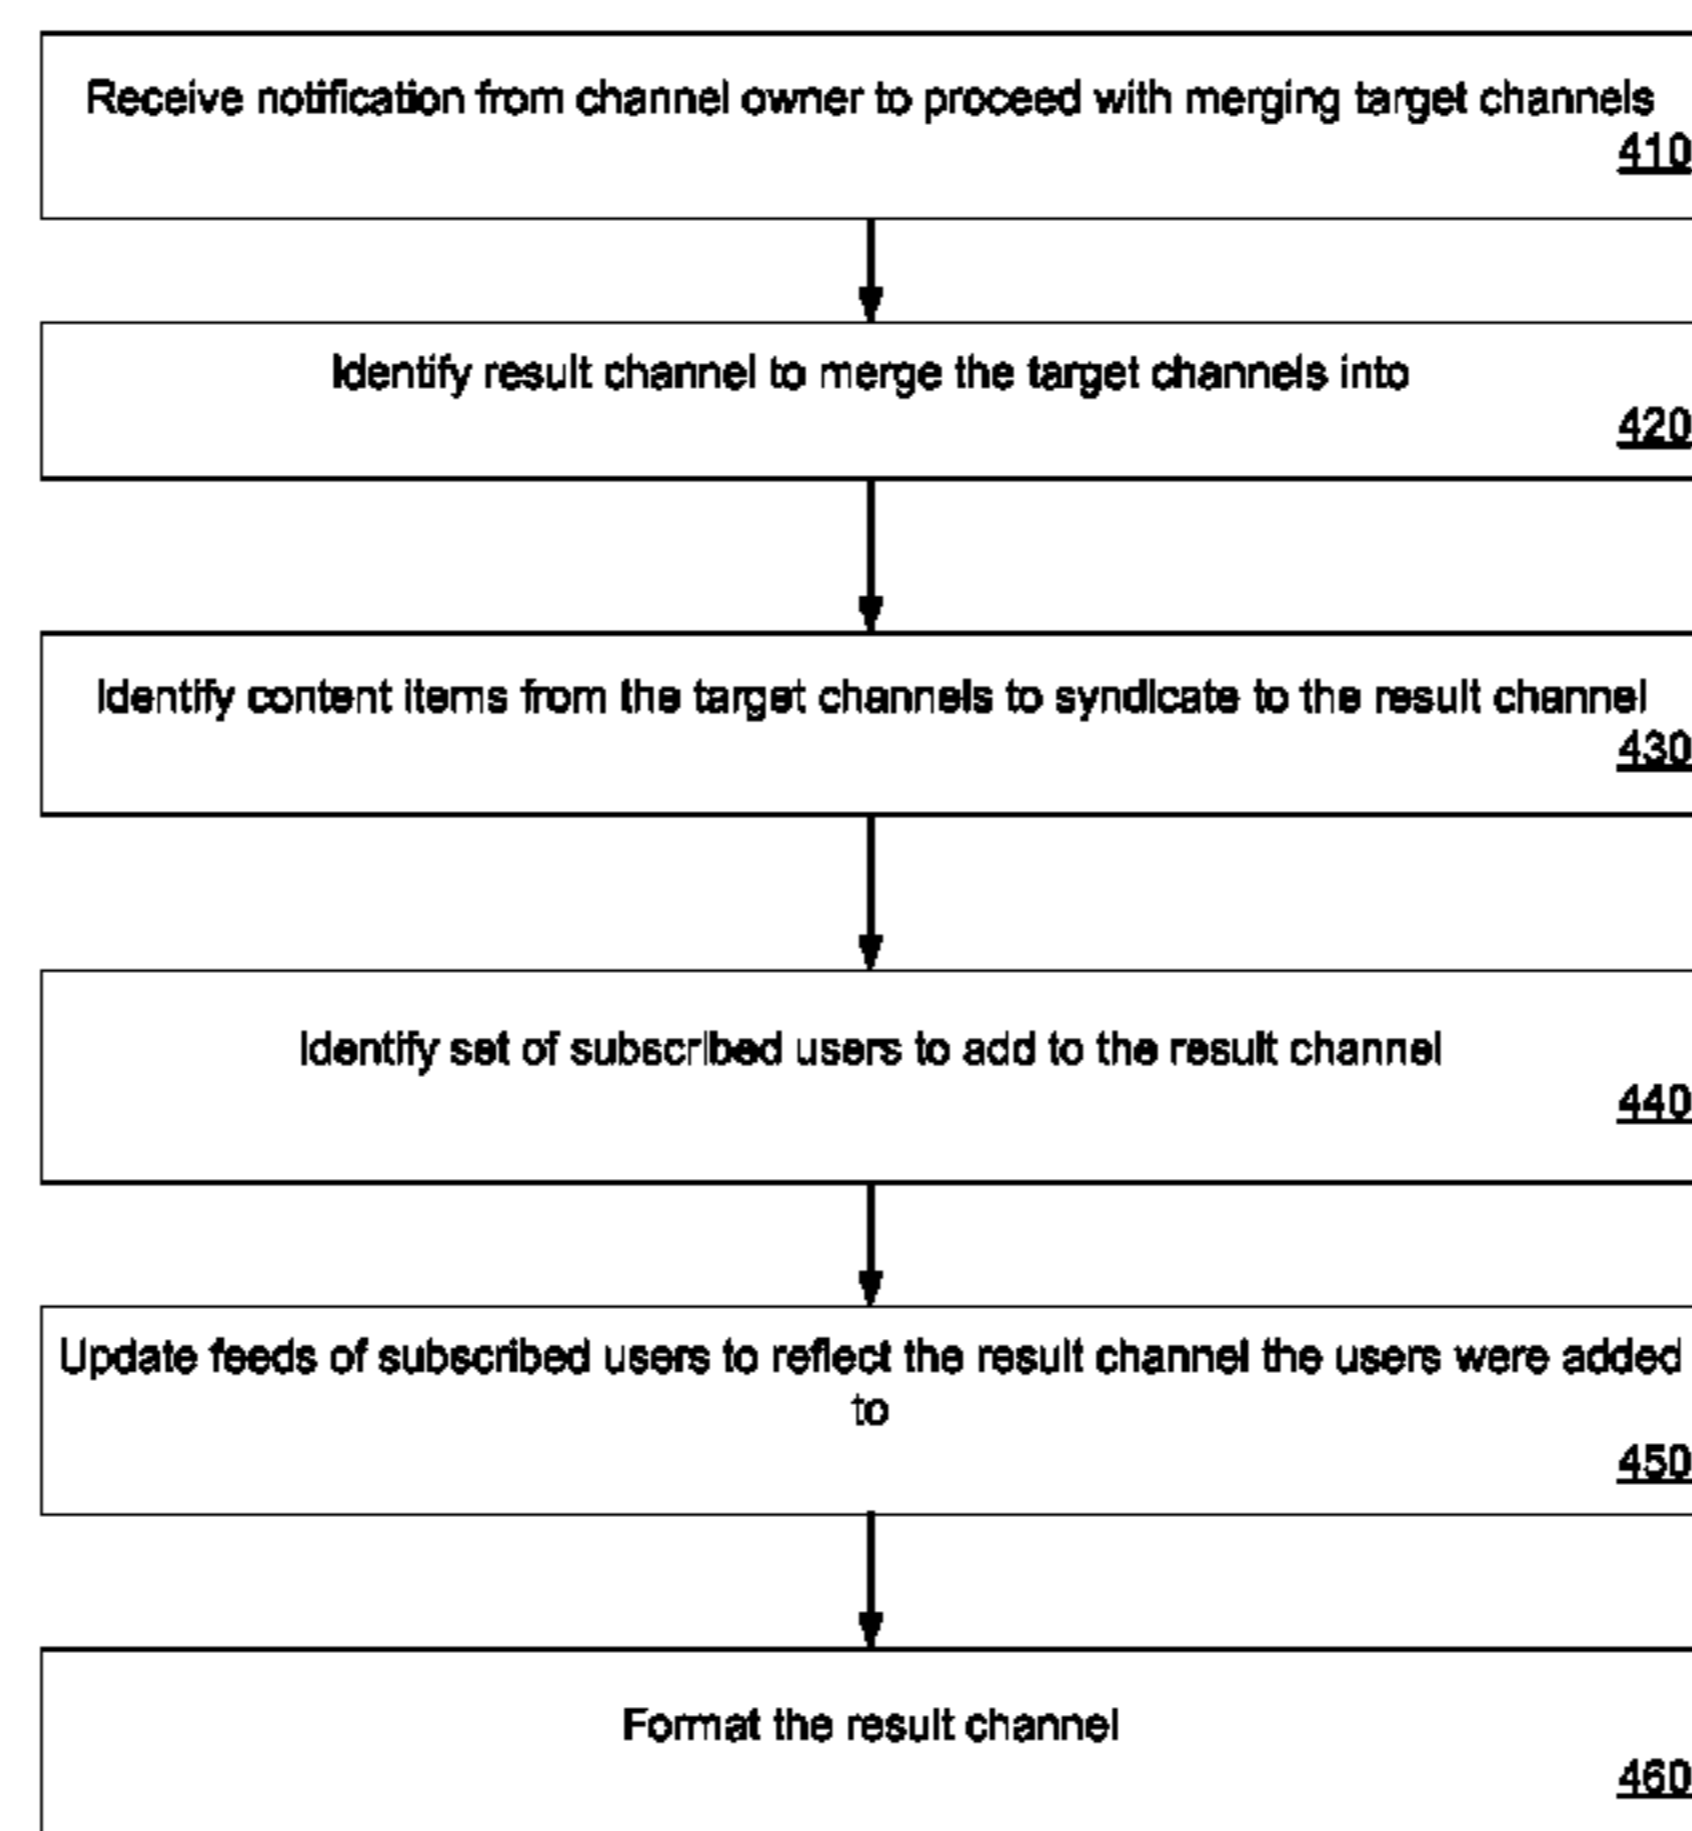 Receive notification from channel owner to proceed with merging target channels
410
Identify result channel to merge the target channels into
420
Identify content items from the target channels to syndicate to the result channel
430
Identify set of subscribed users to add to the result channel
440
Update feeds of subscribed users to reflect the result channel the users were added
to
450
Format the result channel
460